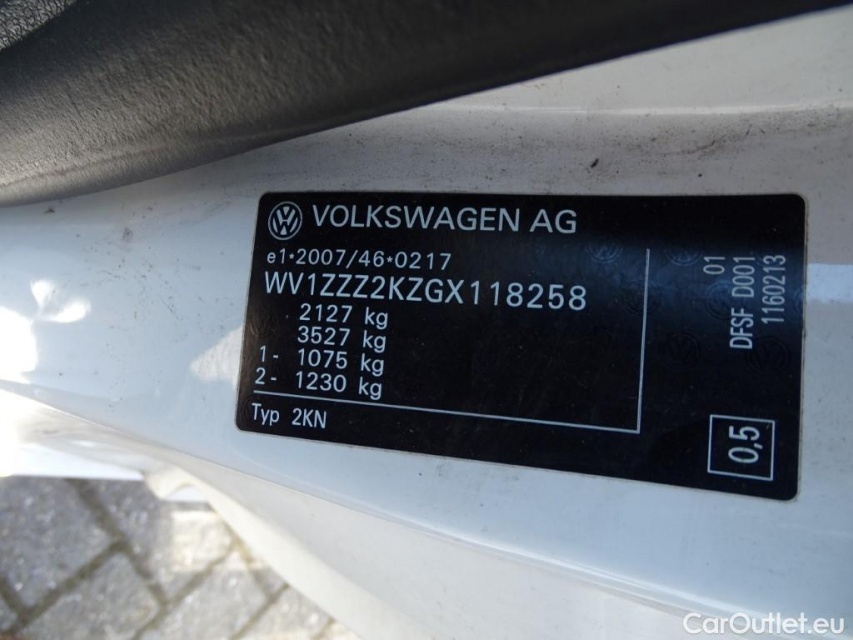 VOLKSWAGEN AG
e1*2007/46*0217
WV1ZZZ2KZGX118258
2127 kg
3527 kg
1- 1075 kg
2- 1230 kg
Typ 2KN
01
DFSF D001
1160213
0,5
CarOutlet.eu